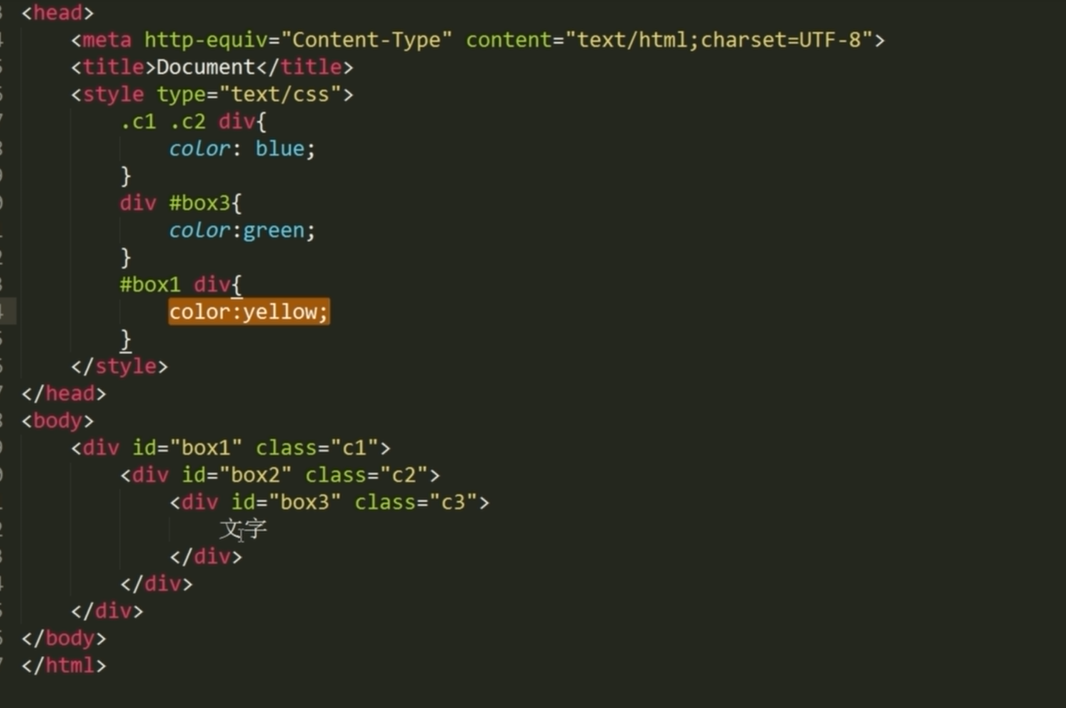 <head>
<meta http-equiv="Content-Type" content="text/html;charset=UTF-8">
<title>Document</title>
<style type="text/css">
.c1 .c2 div{
color: blue;
}
div #box3{
color:green;
}
#box1 div{
color:yellow;
}
</style>
</head>
<body>
<div id="box1" class="c1">
<div id="box2" class="c2">
<div id="box3" class="c3">
文字
</div>
</div>
</div>
</body>
</html>